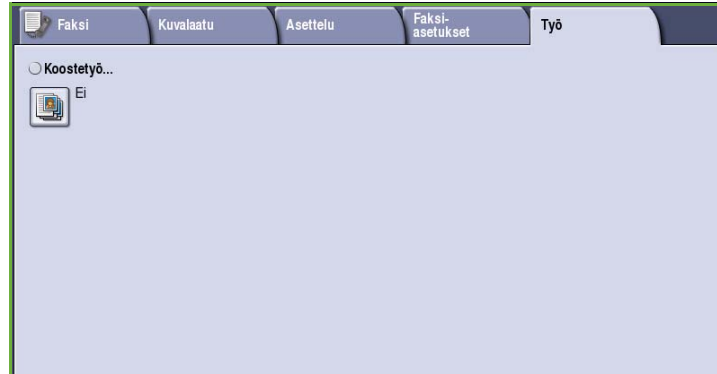 Faksi
Kuvalaatu
Asettelu
Faksi-
asetukset
Työ
Koostetyö...
Ei